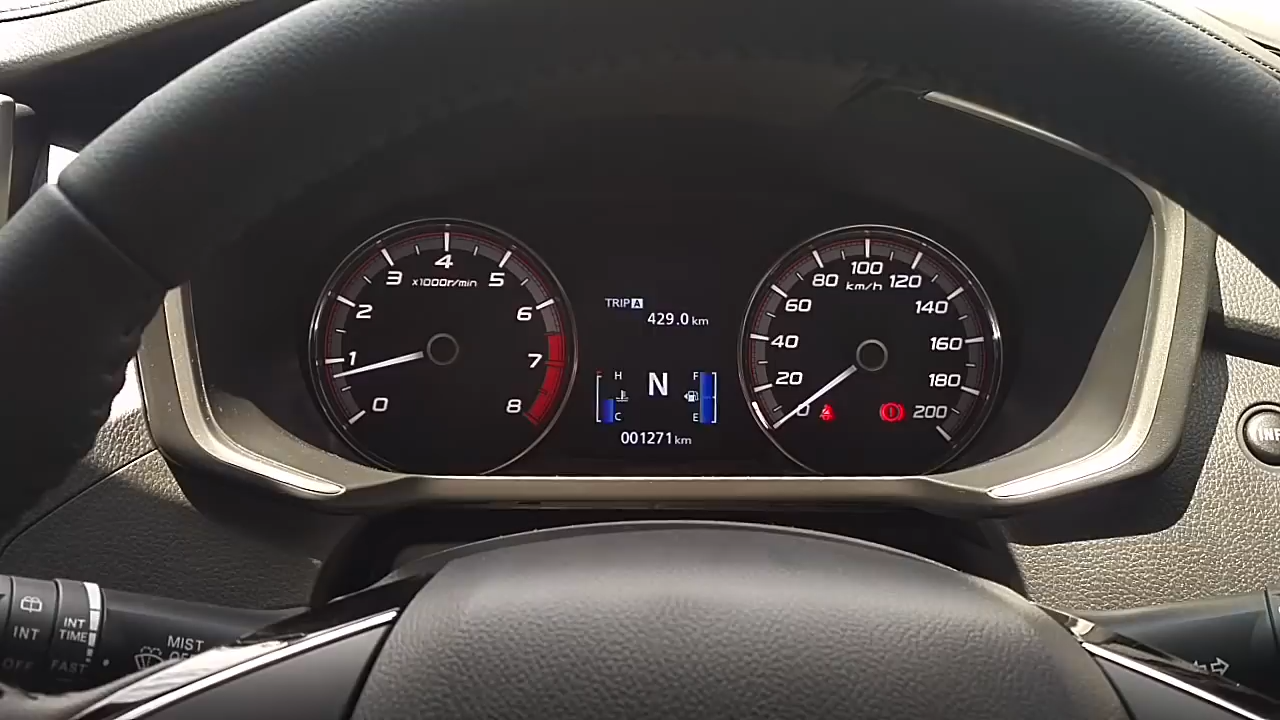 0
1
2
3
4
5
6
7
8
x1000r/min
TRIP A
429.0 km
H
C
N
F
E
001271 km
0
20
40
60
80
100
120
140
160
180
200
km/h
INT
OFF
INT
TIME
FAST
MIST